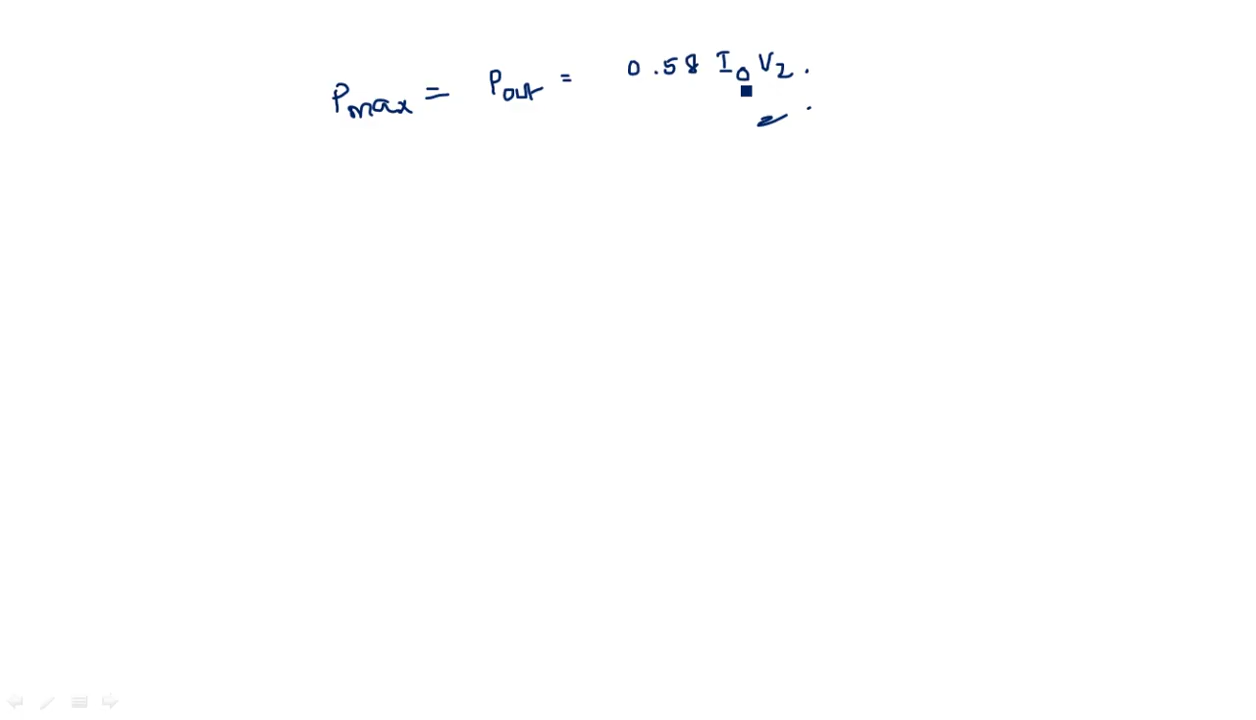 Pmax = Pout = 0.58 I₀ V₂.